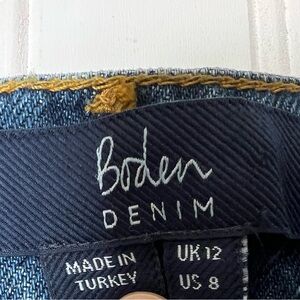 Boden
DENIM
MADE IN
TURKEY
UK 12
US 8